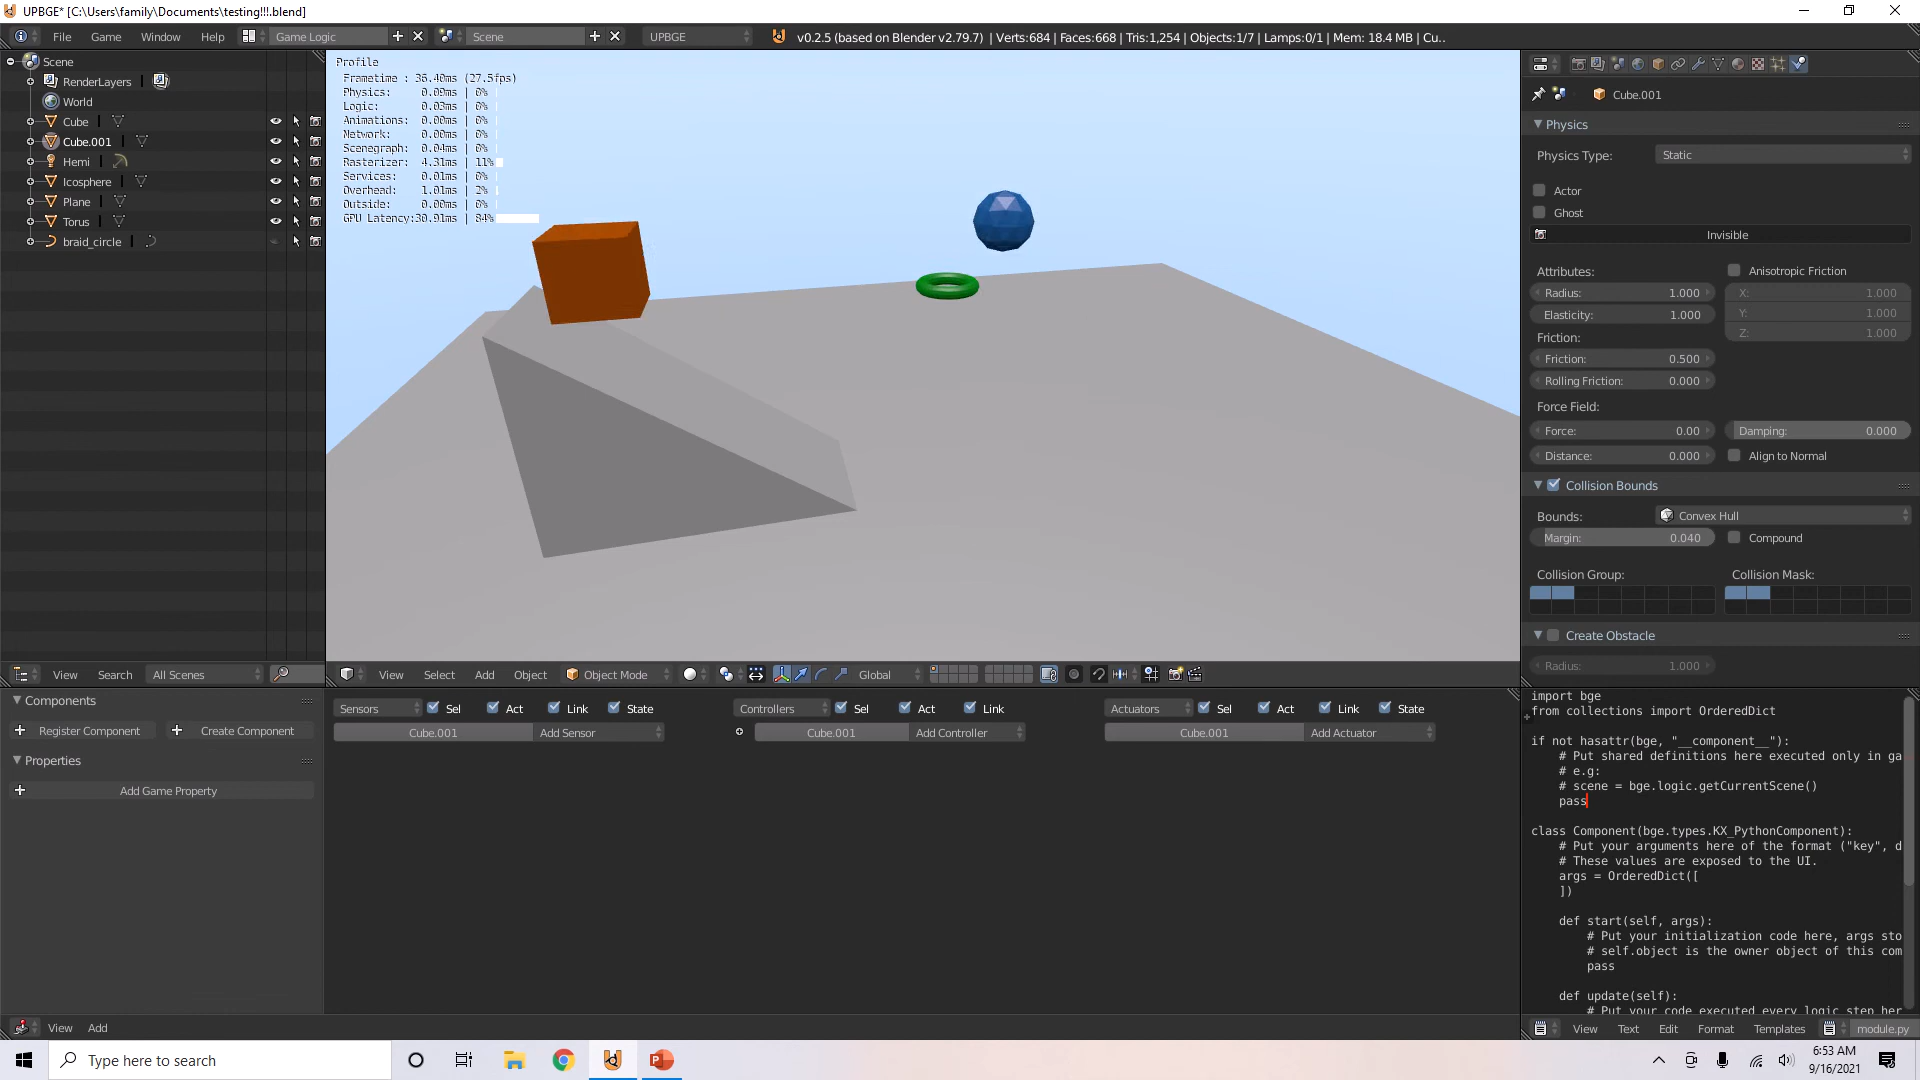 UPBGE* [C:\Users\family\Documents\testing!!!.blend]
File Game Window Help Game Logic Scene UPBGE v0.2.5 (based on Blender v2.79.7) | Verts:684 | Faces:668 | Tris:1,254 | Objects:1/7 | Lamps:0/1 | Mem: 18.4 MB | Cu..
Scene
RenderLayers |
World
Cube |
Cube.001 |
Hemi |
Icosphere |
Plane |
Torus |
braid_circle |
View Search All Scenes
Profile
Frametime : 36.40ms (27.5fps)
Physics: 0.09ms | 0%
Logic: 0.03ms | 0%
Animations: 0.00ms | 0%
Network: 0.00ms | 0%
Scenegraph: 0.04ms | 0%
Rasterizer: 4.31ms | 11%
Services: 0.01ms | 0%
Overhead: 1.01ms | 2%
Outside: 0.00ms | 0%
GPU Latency:30.91ms | 84%
View Select Add Object Object Mode Global
Cube.001
Physics
Physics Type: Static
Actor
Ghost
Invisible
Attributes: Anisotropic Friction
Radius: 1.000 X: 1.000
Elasticity: 1.000 Y: 1.000
Friction: Z: 1.000
Friction: 0.500
Rolling Friction: 0.000
Force Field:
Force: 0.00 Damping: 0.000
Distance: 0.000 Align to Normal
Collision Bounds
Bounds: Convex Hull
Margin: 0.040 Compound
Collision Group: Collision Mask:
Create Obstacle
Radius: 1.000
Components
Register Component Create Component
Properties
Add Game Property
Sensors Sel Act Link State Controllers Sel Act Link Actuators Sel Act Link State
Cube.001 Add Sensor Cube.001 Add Controller Cube.001 Add Actuator
View Add
import bge
from collections import OrderedDict
if not hasattr(bge, "__component__"):
# Put shared definitions here executed only in ga
# e.g:
# scene = bge.logic.getCurrentScene()
pass
class Component(bge.types.KX_PythonComponent):
# Put your arguments here of the format ("key", d
# These values are exposed to the UI.
args = OrderedDict([
])
def start(self, args):
# Put your initialization code here, args sto
# self.object is the owner object of this com
pass
def update(self):
# Put your code executed every logic step her
View Text Edit Format Templates module.py
Type here to search
6:53 AM
9/16/2021